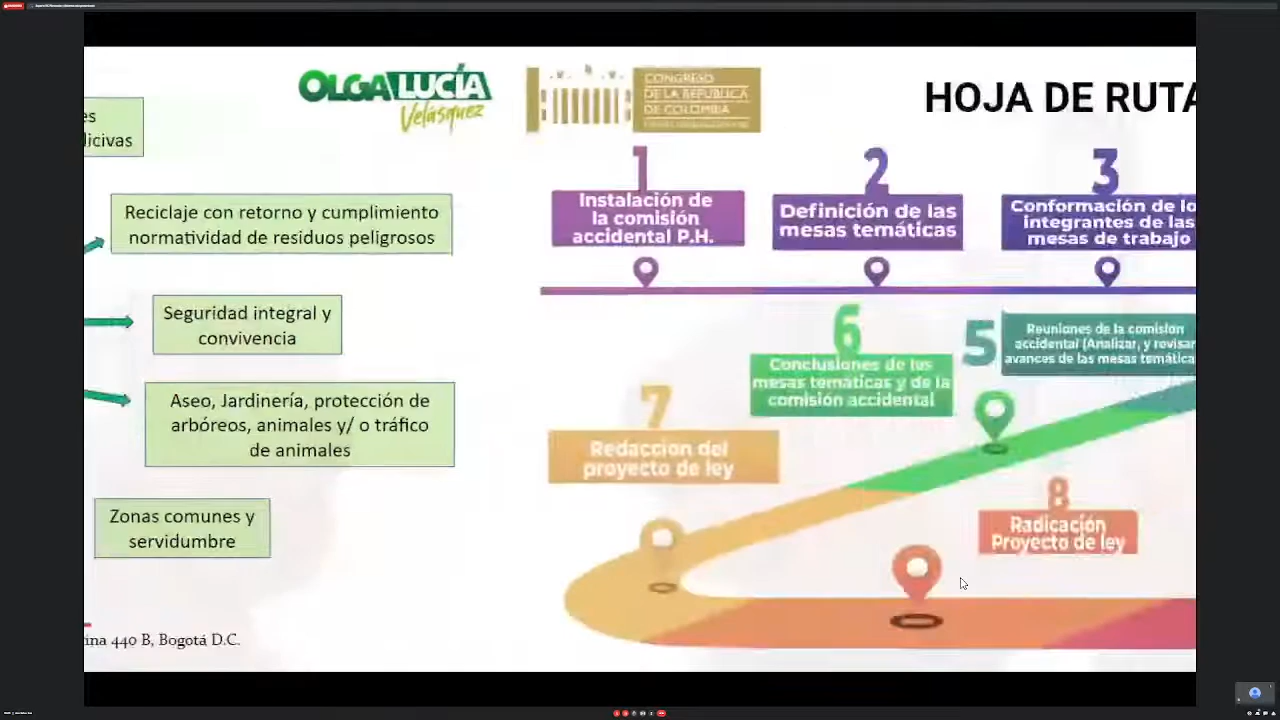 es
licivas
Reciclaje con retorno y cumplimiento
normatividad de residuos peligrosos
Seguridad integral y
convivencia
Aseo, Jardinería, protección de
arbóreos, animales y/ o tráfico
de animales
Zonas comunes y
servidumbre
ina 440 B, Bogotá D.C.
OLGA LUCÍA
Velásquez
CONGRESO
DE LA REPÚBLICA
DE COLOMBIA
HOJA DE RUTA
1
Instalación de
la comisión
accidental P.H.
2
Definición de las
mesas temáticas
3
Conformación de lo
integrantes de las
mesas de trabajo
5
Reuniones de la comisión
accidental (Analizar, y revisar
avances de las mesas temática
6
Conclusiones de las
mesas temáticas y de la
comisión accidental
7
Redaccion del
proyecto de ley
8
Radicación
Proyecto de ley